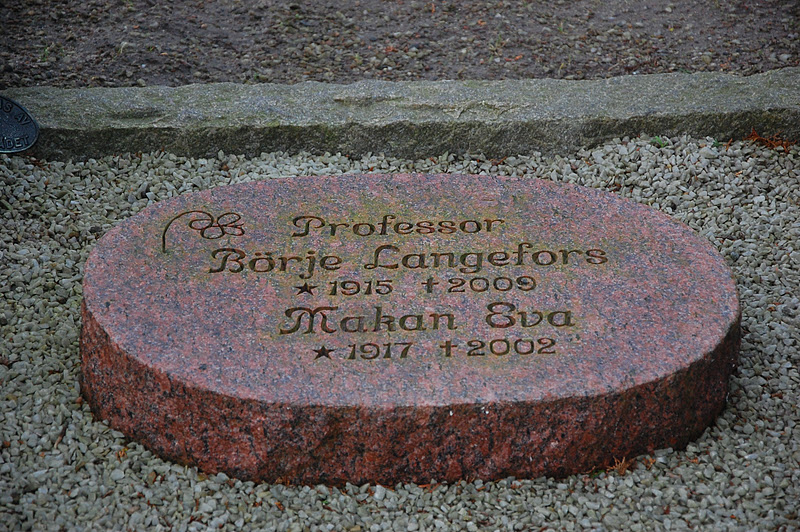 Professor
Börje Langefors
★ 1915 ✝ 2009
Makan Eva
★ 1917 ✝ 2002